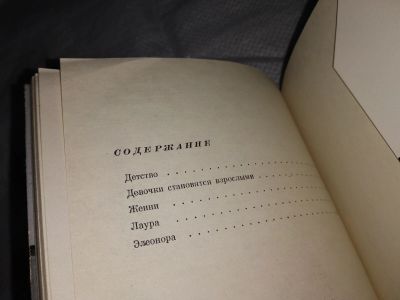 СОДЕРЖАНИЕ
Детство . . . . . . . . . . . . . . .
Девочки становятся взрослыми . . . .
Женни . . . . . . . . . . . . . . .
Лаура . . . . . . . . . . . . . . .
Элеонора . . . . . . . . . . . . . .